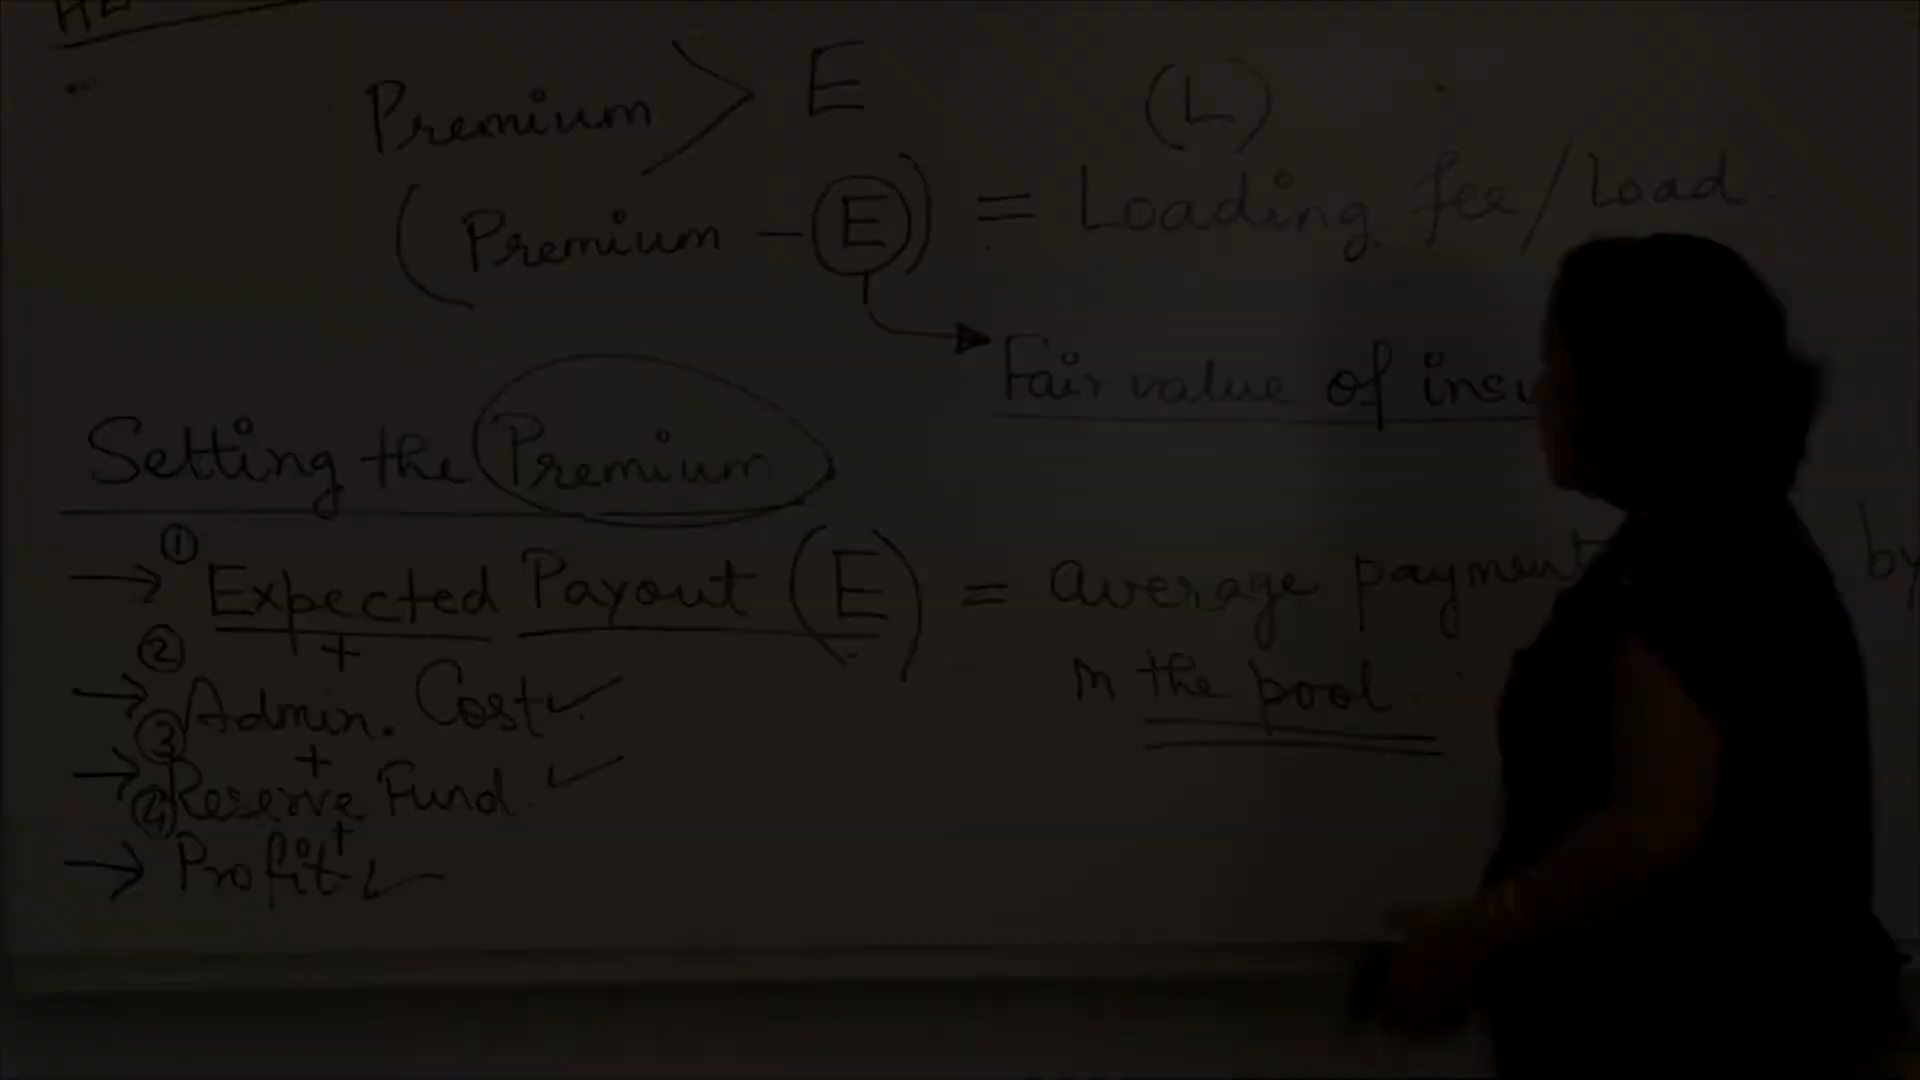 Premium > E
(L)
(Premium - E) = Loading fee/Load.
Fair value of
Setting the Premium
→ ① Expected Payout (E) = average payment by
+
in the pool.
→ ② Admin. Cost ✓
+
→ ③ Reserve Fund. ✓
+
→ ④ Profit ✓